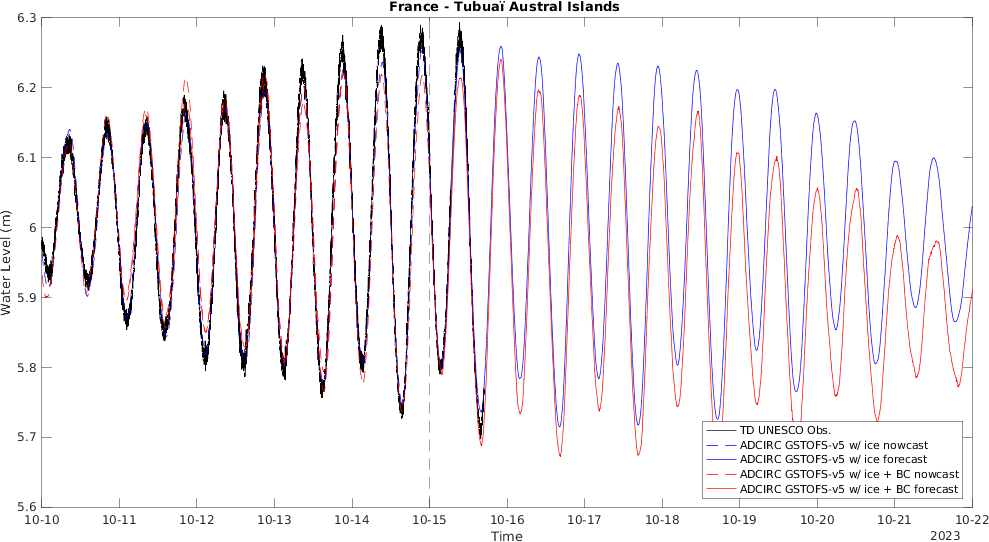 France - Tubuaï Austral Islands
6.3
6.2
6.1
6
5.9
5.8
5.7
5.6
Water Level (m)
TD UNESCO Obs.
ADCIRC GSTOFS-v5 w/ ice nowcast
ADCIRC GSTOFS-v5 w/ ice forecast
ADCIRC GSTOFS-v5 w/ ice + BC nowcast
ADCIRC GSTOFS-v5 w/ ice + BC forecast
10-10 10-11 10-12 10-13 10-14 10-15 10-16 10-17 10-18 10-19 10-20 10-21 10-22
Time
2023